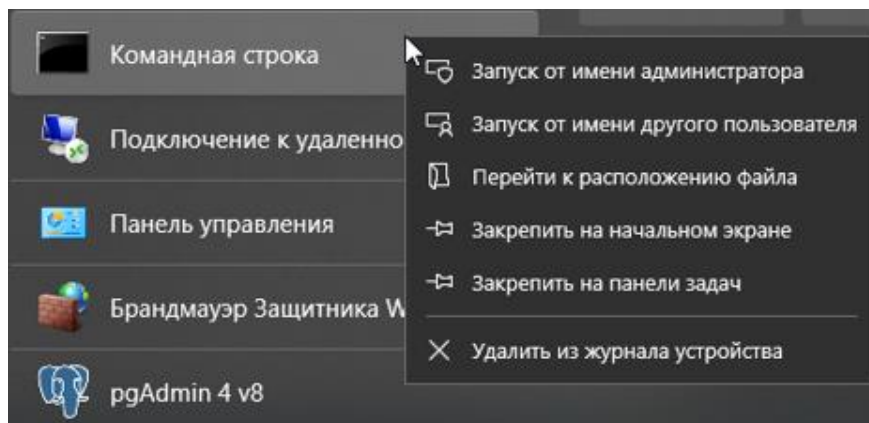 Командная строка
Подключение к удаленно
Панель управления
Брандмауэр Защитника W
pgAdmin 4 v8
Запуск от имени администратора
Запуск от имени другого пользователя
Перейти к расположению файла
Закрепить на начальном экране
Закрепить на панели задач
Удалить из журнала устройства